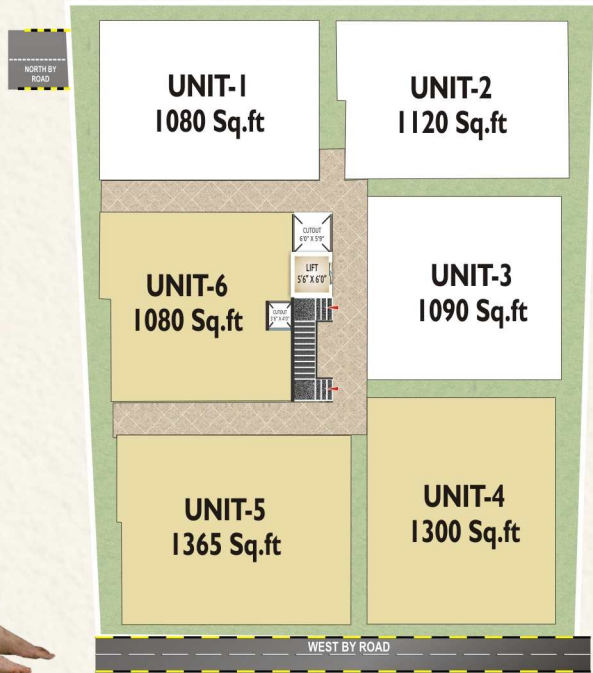 NORTH BY
ROAD
UNIT-1
1080 Sq.ft
UNIT-2
1120 Sq.ft
CUTOUT
6'0" X 5'9"
LIFT
5'6" X 6'0"
UNIT-6
1080 Sq.ft
CUTOUT
UNIT-3
1090 Sq.ft
UNIT-5
1365 Sq.ft
UNIT-4
1300 Sq.ft
WEST BY ROAD